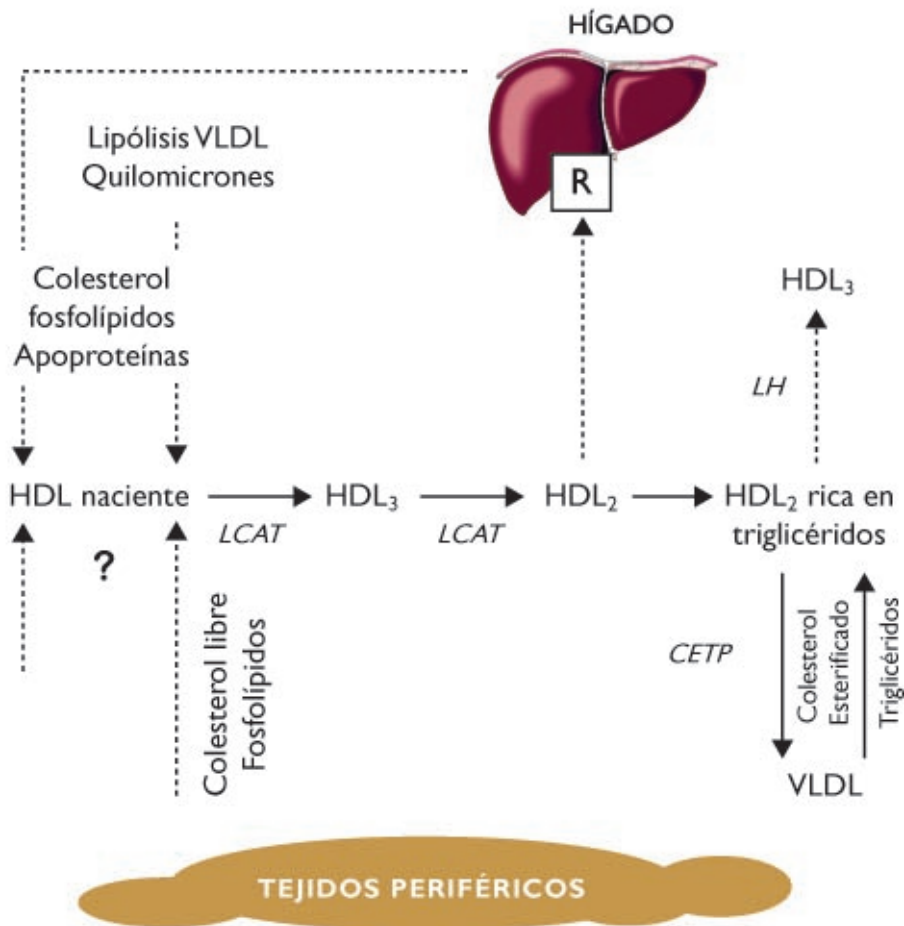 HÍGADO
Lipólisis VLDL
Quilomicrones
R
Colesterol
fosfolípidos
Apoproteínas
HDL₃
LH
HDL naciente
LCAT
HDL₃
LCAT
HDL₂
HDL₂ rica en
triglicéridos
?
Colesterol libre
Fosfolípidos
CETP
Colesterol
Esterificado
Triglicéridos
VLDL
TEJIDOS PERIFÉRICOS